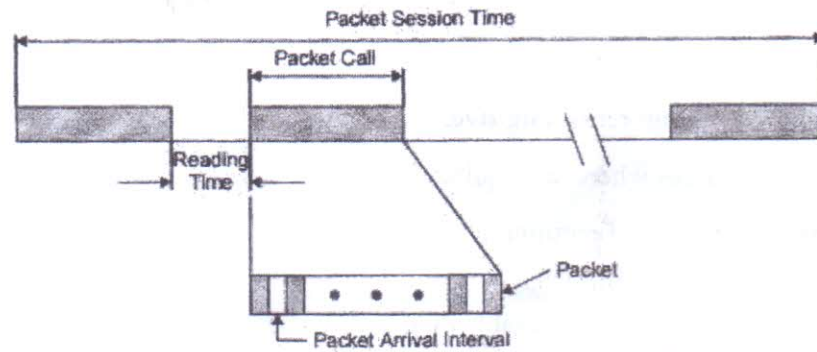 Packet Session Time
Packet Call
Reading
Time
Packet
Packet Arrival Interval